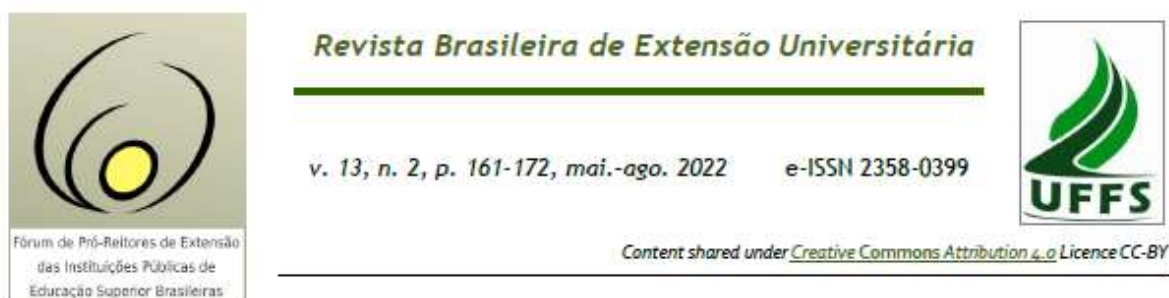 Revista Brasileira de Extensão Universitária
v. 13, n. 2, p. 161-172, mai.-ago. 2022 e-ISSN 2358-0399
UFFS
Content shared under Creative Commons Attribution 4.0 Licence CC-BY
Fórum de Pró-Reitores de Extensão
das Instituições Públicas de
Educação Superior Brasileiras